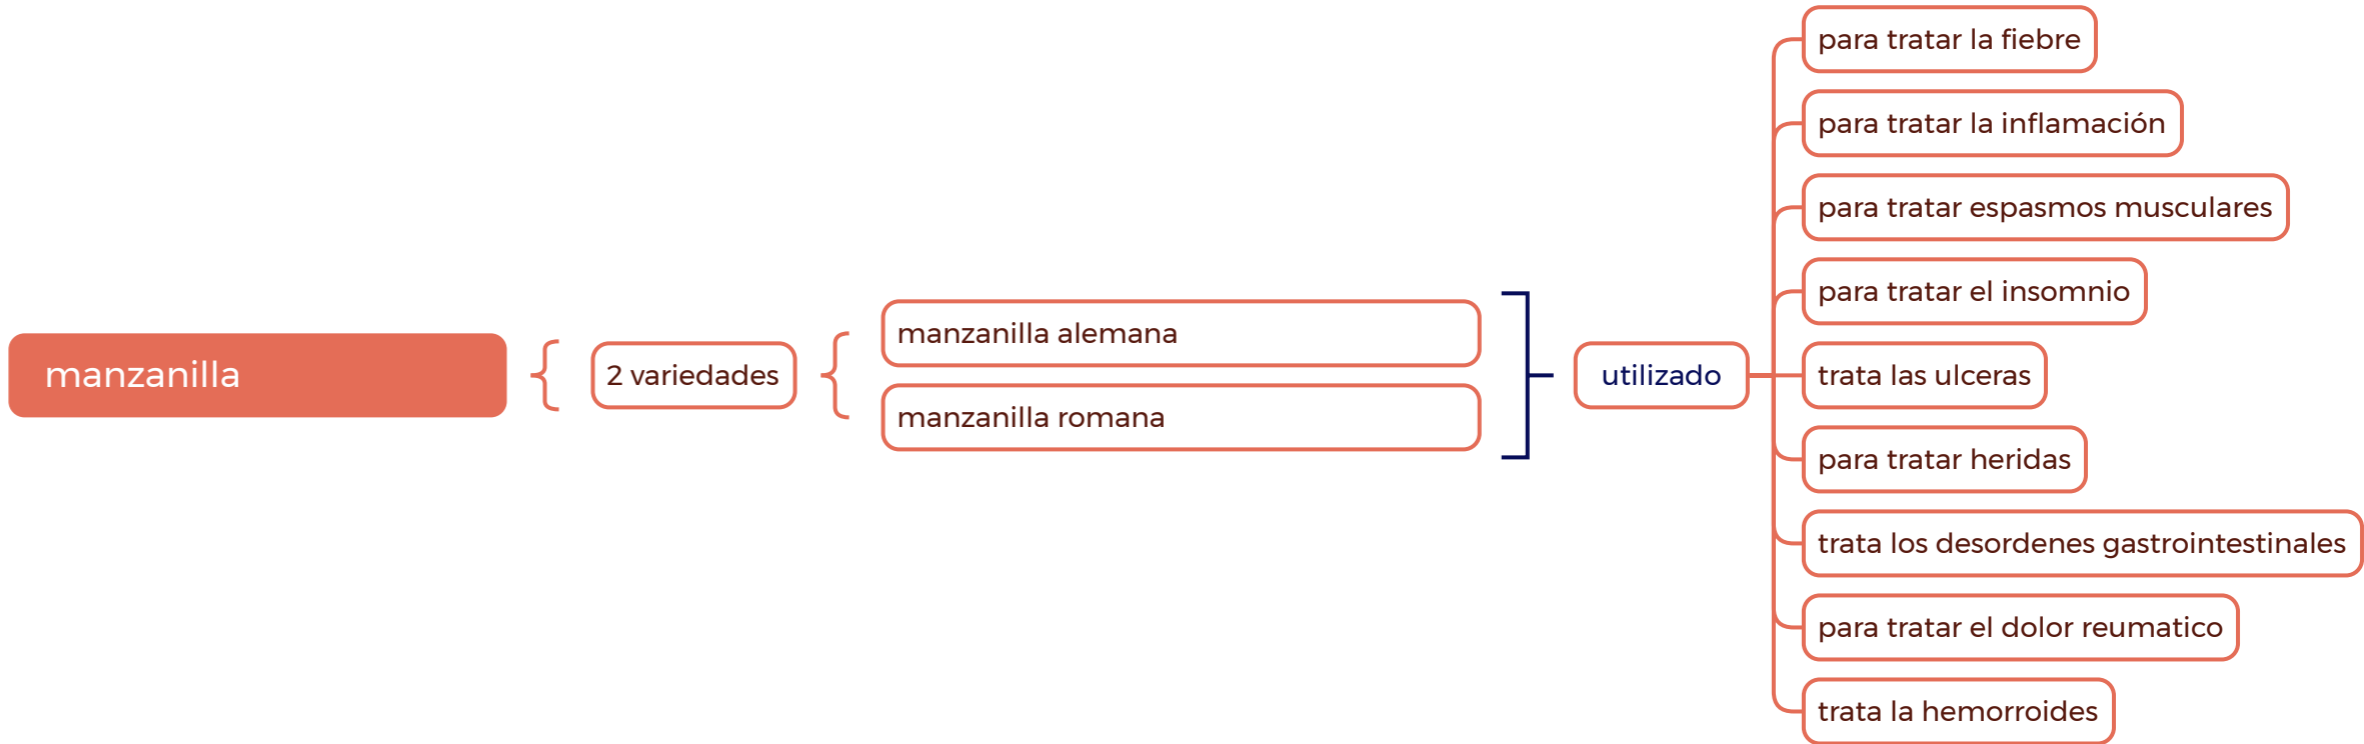 manzanilla
2 variedades
manzanilla alemana
manzanilla romana
utilizado
para tratar la fiebre
para tratar la inflamación
para tratar espasmos musculares
para tratar el insomnio
trata las ulceras
para tratar heridas
trata los desordenes gastrointestinales
para tratar el dolor reumatico
trata la hemorroides